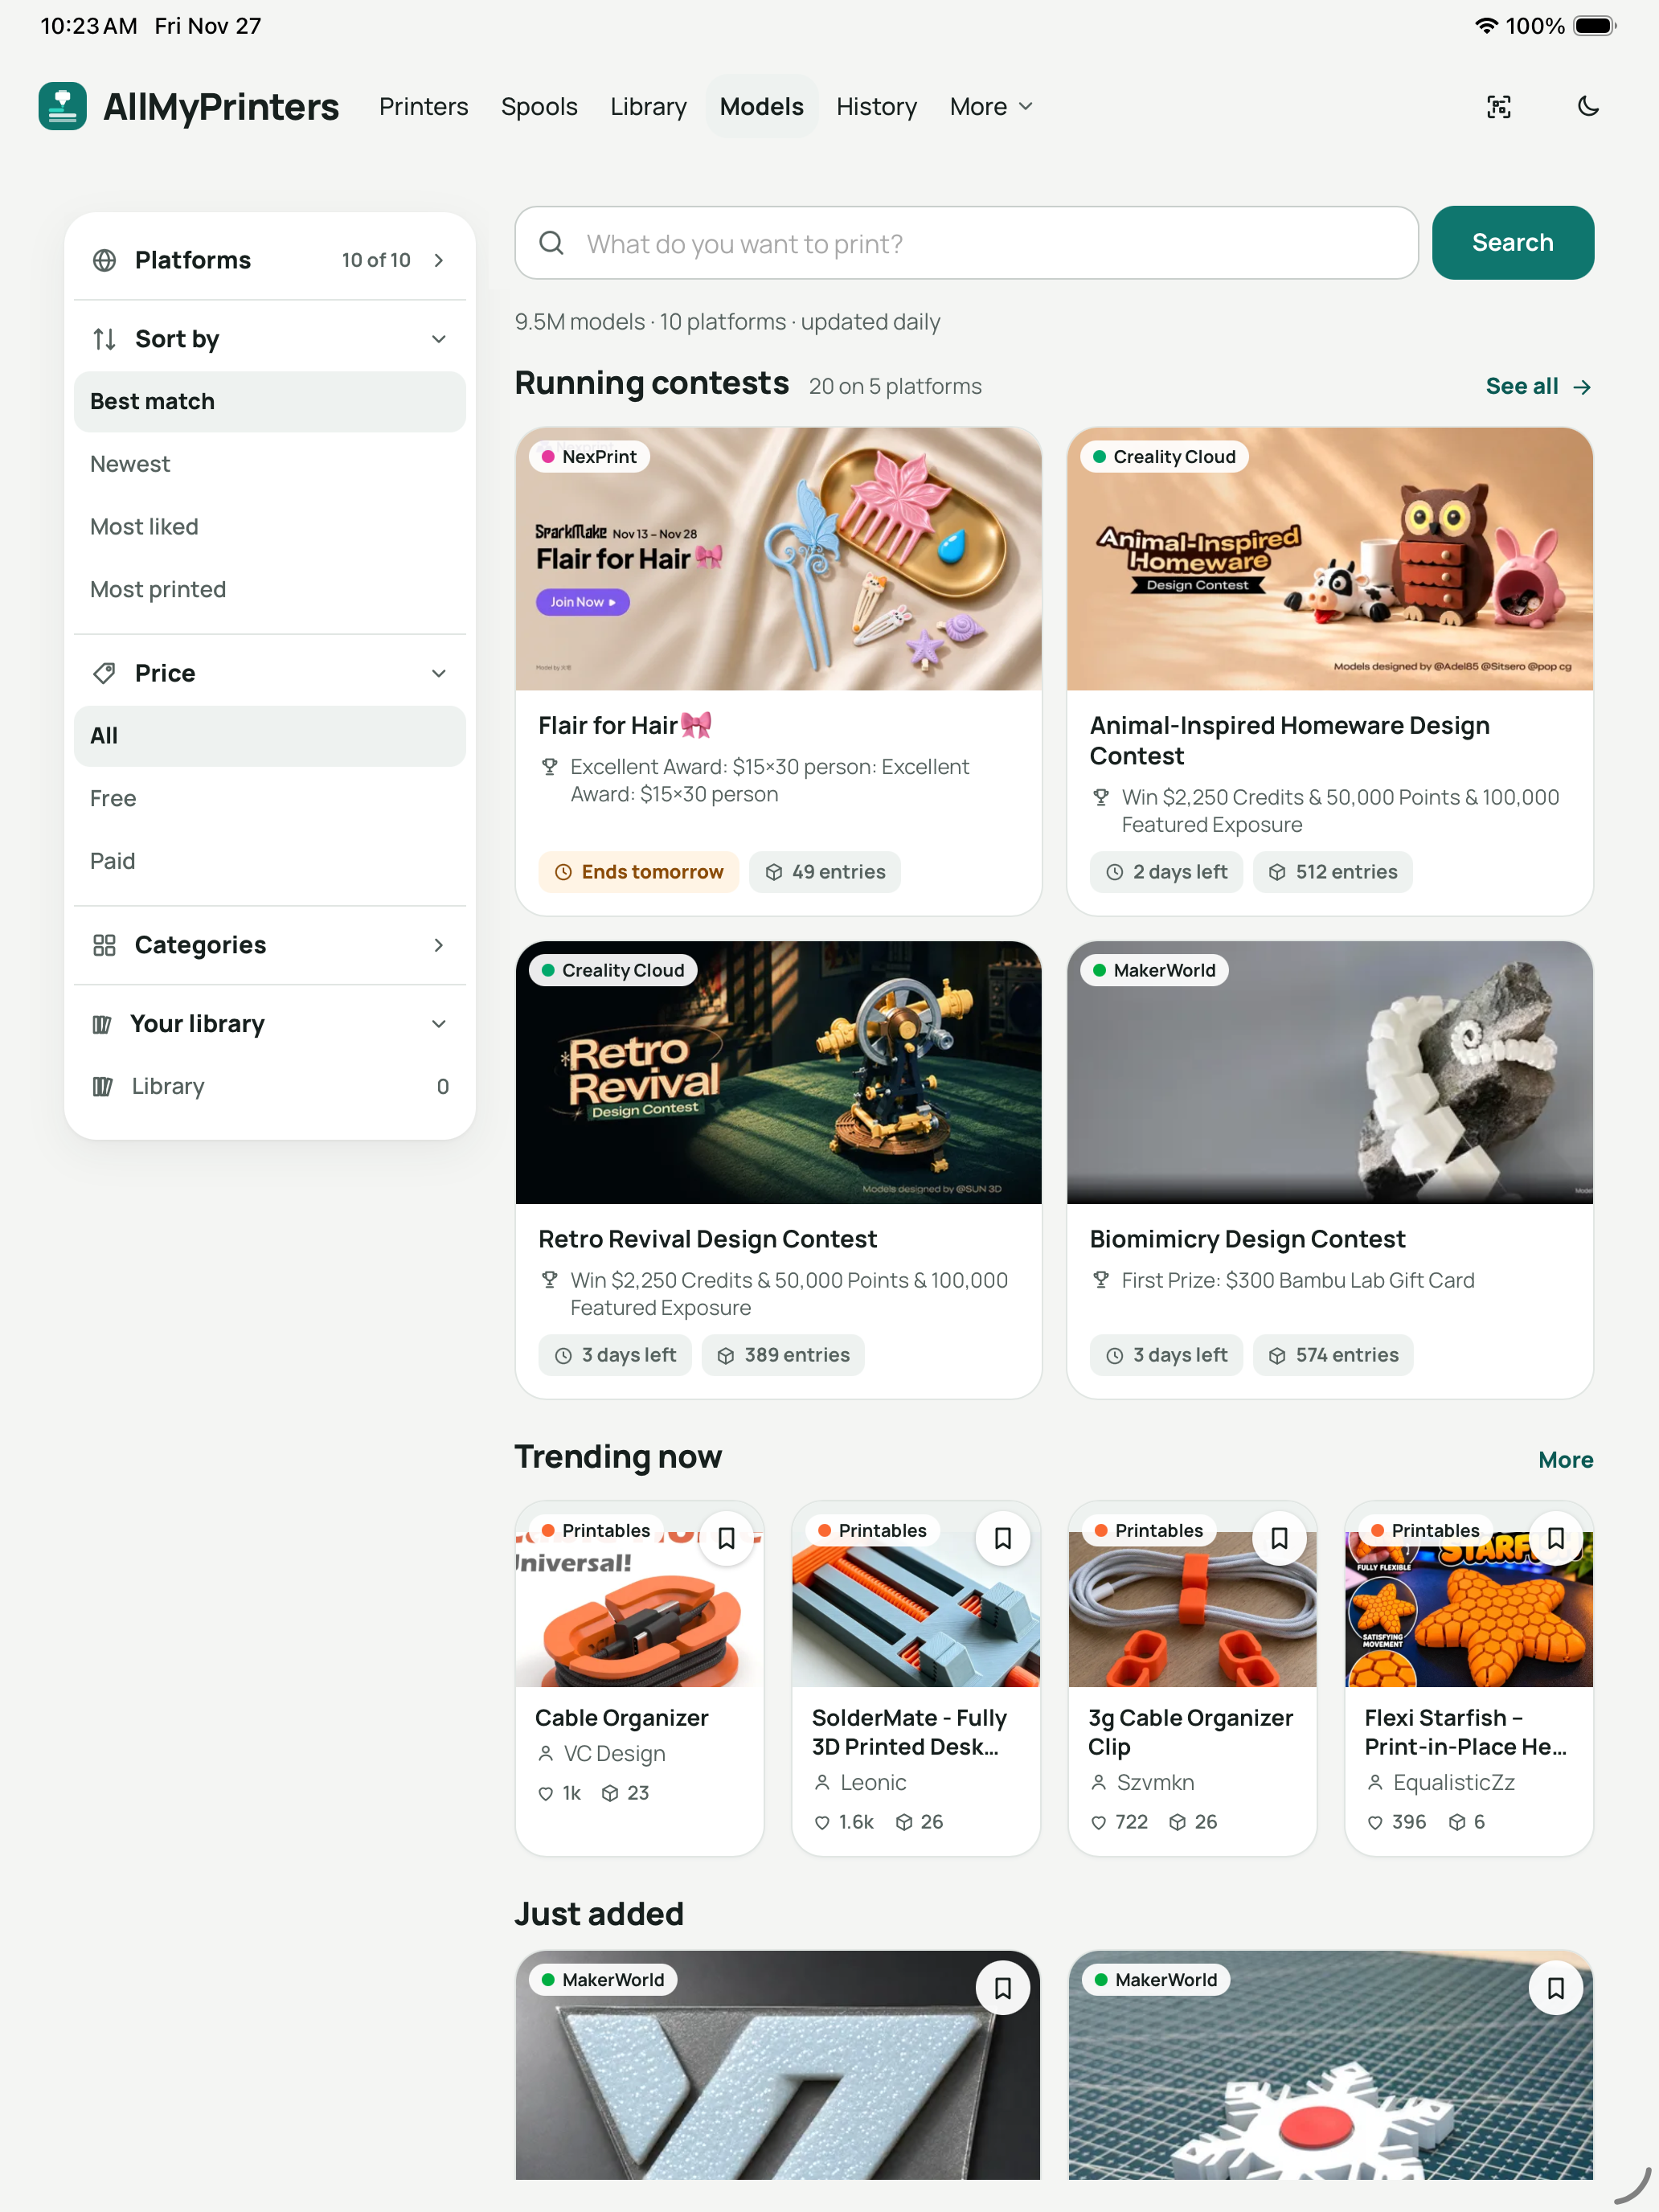 10:23 AM Fri Nov 27
100%
AllMyPrinters
Printers
Spools
Library
Models
History
More
Platforms
10 of 10
Sort by
Best match
Newest
Most liked
Most printed
Price
All
Free
Paid
Categories
Your library
Library
0
What do you want to print?
Search
9.5M models · 10 platforms · updated daily
Running contests
20 on 5 platforms
See all
NexPrint
SparkMake Nov 13 – Nov 28
Flair for Hair
Join Now
Flair for Hair
Excellent Award: $15×30 person: Excellent
Award: $15×30 person
Ends tomorrow
49 entries
Creality Cloud
Animal-Inspired
Homeware
Design Contest
Models designed by @Adel85 @Sitsero @pop cg
Animal-Inspired Homeware Design
Contest
Win $2,250 Credits & 50,000 Points & 100,000
Featured Exposure
2 days left
512 entries
Creality Cloud
Retro
Revival
Design Contest
Models designed by @SUN 3D
Retro Revival Design Contest
Win $2,250 Credits & 50,000 Points & 100,000
Featured Exposure
3 days left
389 entries
MakerWorld
Biomimicry Design Contest
First Prize: $300 Bambu Lab Gift Card
3 days left
574 entries
Trending now
More
Printables
Universal!
Cable Organizer
VC Design
1k
23
Printables
SolderMate - Fully
3D Printed Desk…
Leonic
1.6k
26
Printables
3g Cable Organizer
Clip
Szvmkn
722
26
Printables
FULLY FLEXIBLE
SATISFYING
MOVEMENT
Flexi Starfish –
Print-in-Place He…
EqualisticZz
396
6
Just added
MakerWorld
MakerWorld